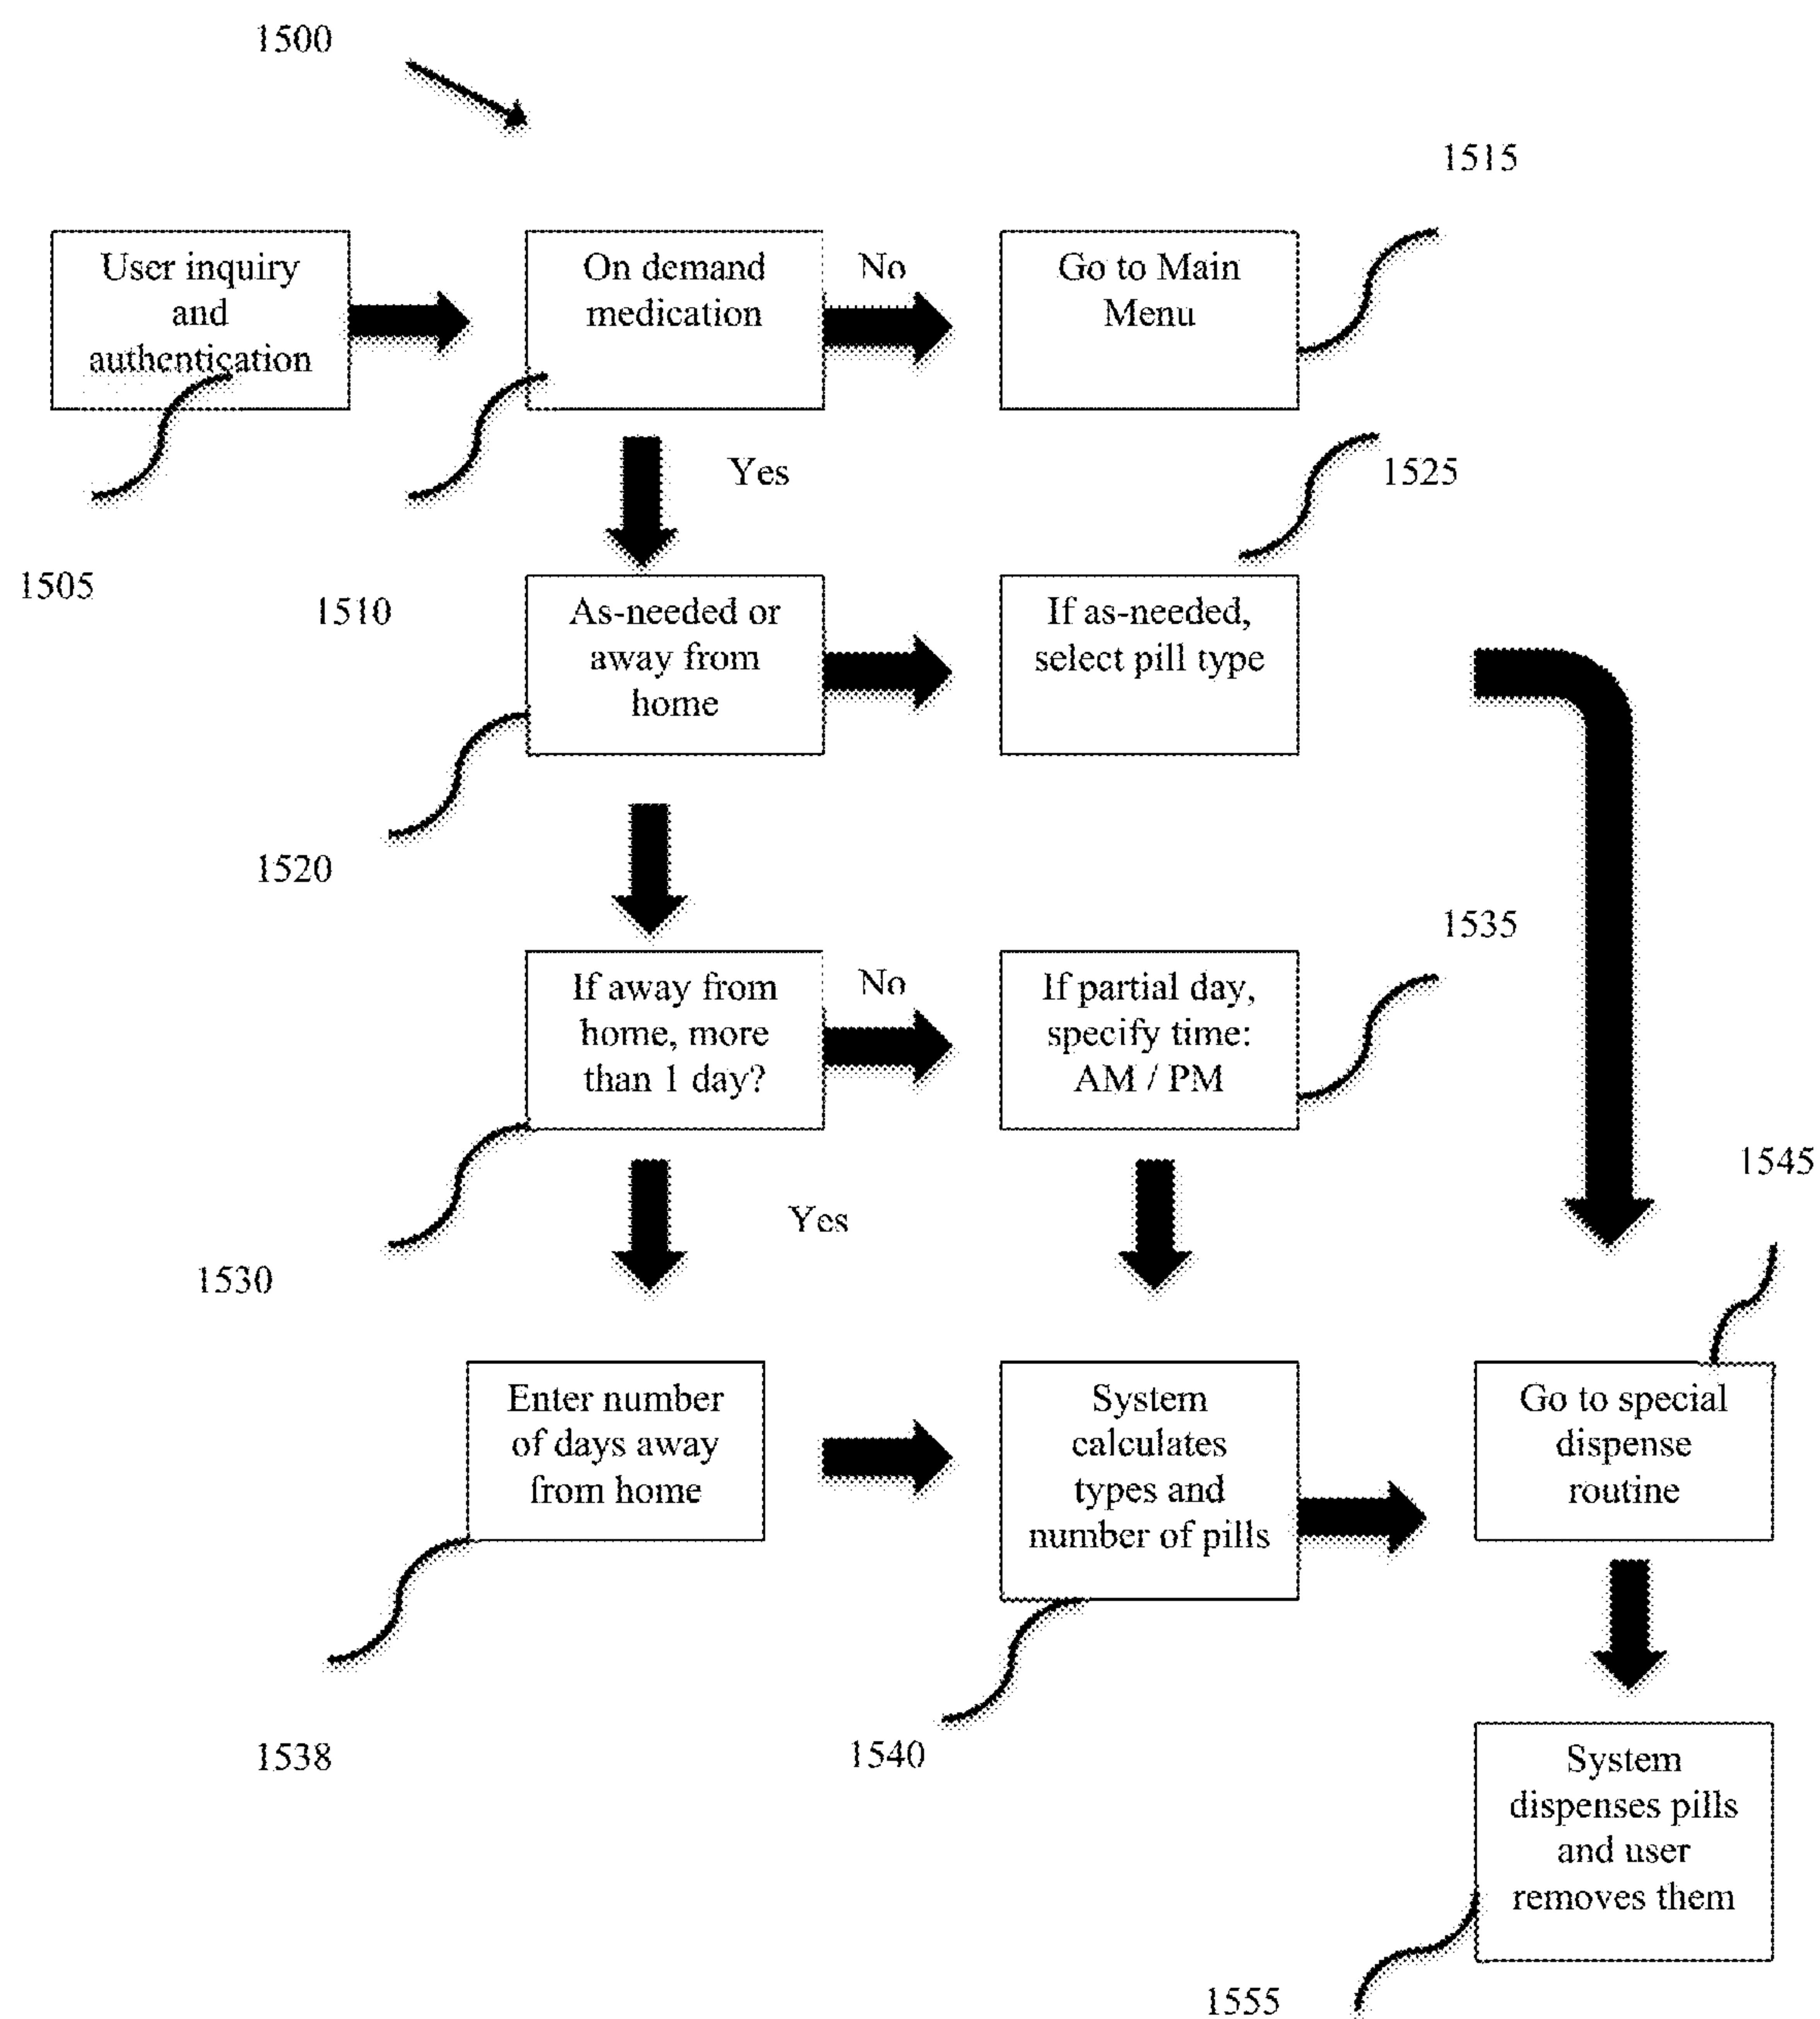 1500
1515
User inquiry
and
authentication
On demand
medication
No
Go to Main
Menu
Yes
1525
1505
1510
As-needed or
away from
home
If as-needed,
select pill type
1520
1535
If away from
home, more
than 1 day?
No
If partial day,
specify time:
AM / PM
1545
Yes
1530
Enter number
of days away
from home
System
calculates
types and
number of pills
Go to special
dispense
routine
1538
1540
System
dispenses pills
and user
removes them
1555